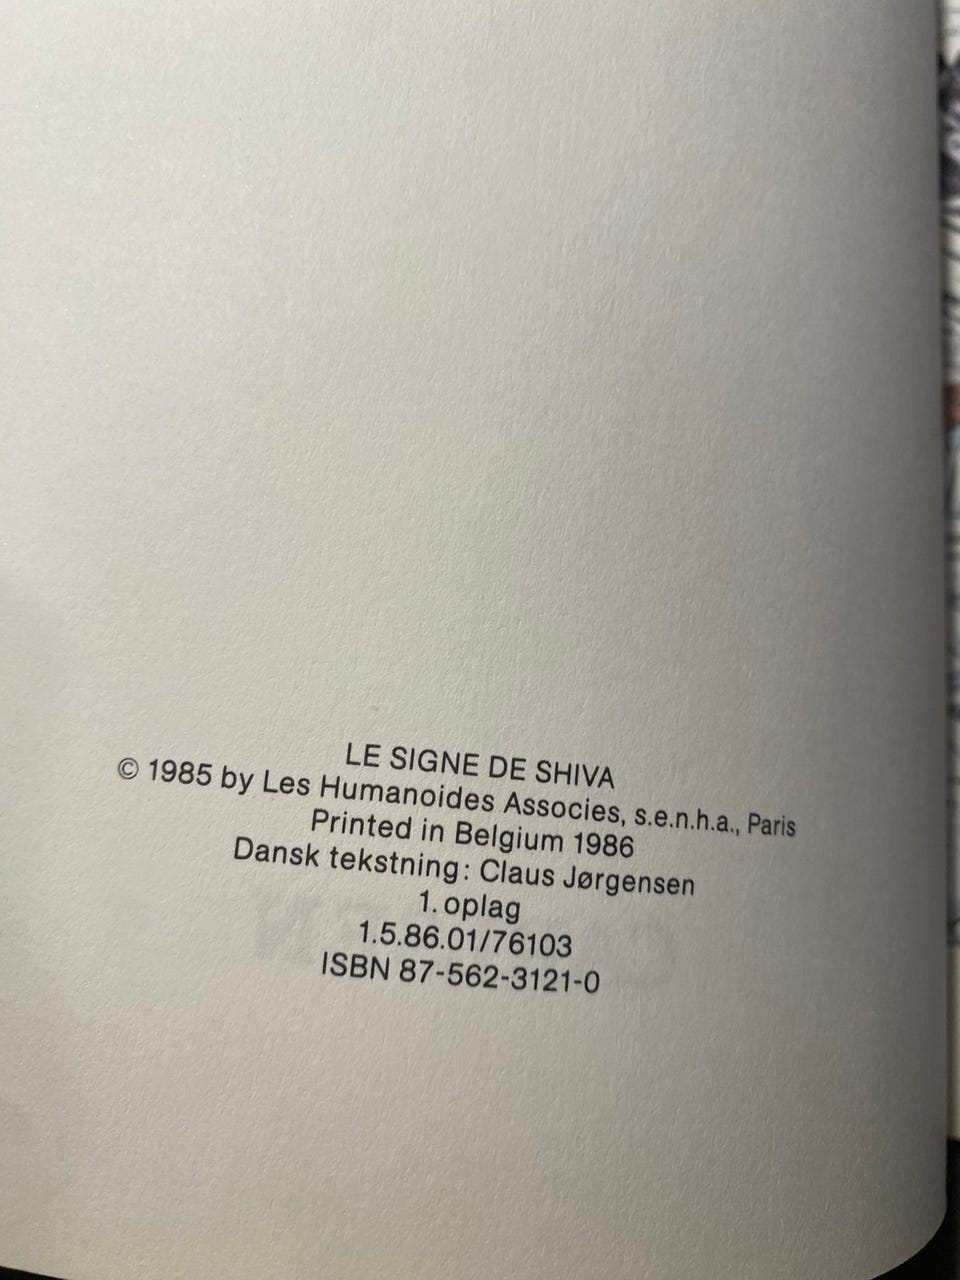 LE SIGNE DE SHIVA
© 1985 by Les Humanoides Associes, s.e.n.h.a., Paris
Printed in Belgium 1986
Dansk tekstning: Claus Jørgensen
1. oplag
1.5.86.01/76103
ISBN 87-562-3121-0